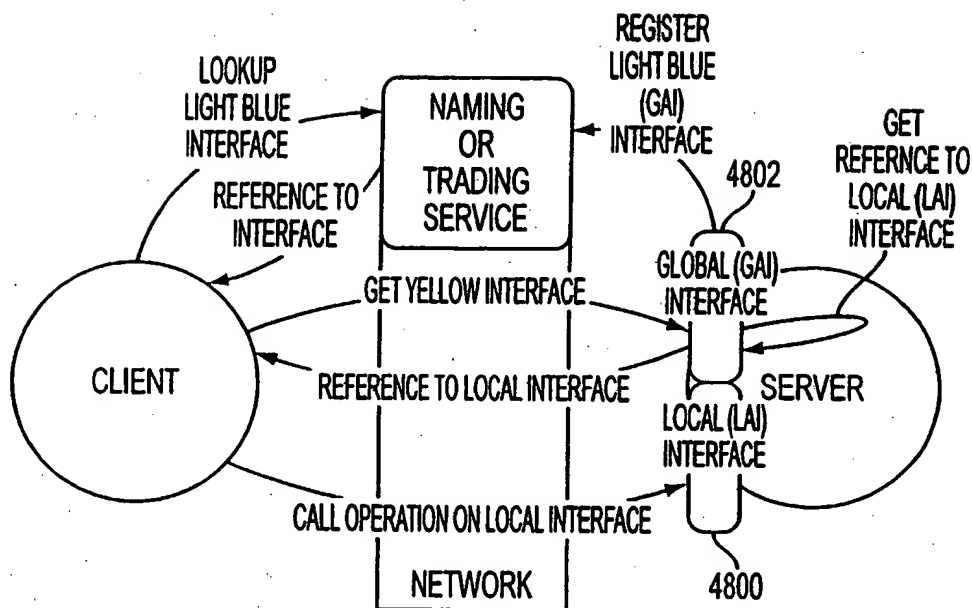 LOOKUP
LIGHT BLUE
INTERFACE
NAMING
OR
TRADING
SERVICE
REGISTER
LIGHT BLUE
(GAI)
INTERFACE
GET
REFERNCE TO
LOCAL (LAI)
INTERFACE
4802
REFERENCE TO
INTERFACE
GLOBAL (GAI)
INTERFACE
GET YELLOW INTERFACE
CLIENT
REFERENCE TO LOCAL INTERFACE
SERVER
LOCAL (LAI)
INTERFACE
CALL OPERATION ON LOCAL INTERFACE
NETWORK
4800